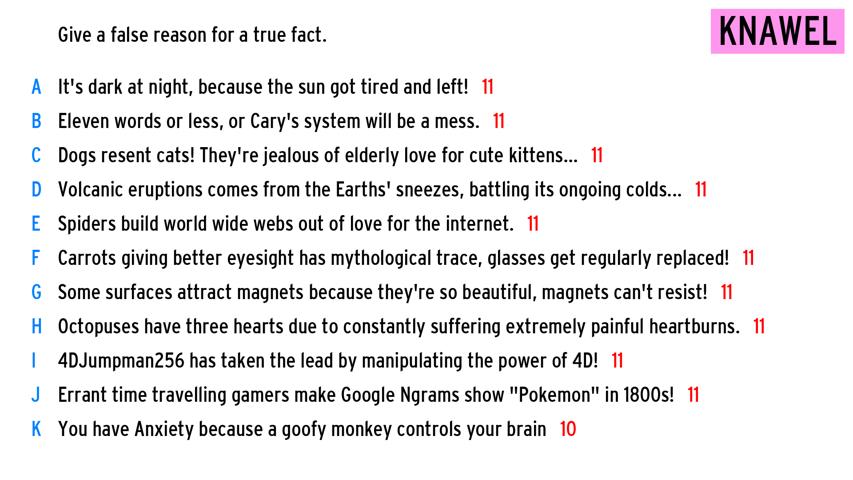 Give a false reason for a true fact.
KNAWEL
A It's dark at night, because the sun got tired and left! 11
B Eleven words or less, or Cary's system will be a mess. 11
C Dogs resent cats! They're jealous of elderly love for cute kittens... 11
D Volcanic eruptions comes from the Earths' sneezes, battling its ongoing colds... 11
E Spiders build world wide webs out of love for the internet. 11
F Carrots giving better eyesight has mythological trace, glasses get regularly replaced! 11
G Some surfaces attract magnets because they're so beautiful, magnets can't resist! 11
H Octopuses have three hearts due to constantly suffering extremely painful heartburns. 11
I 4DJumpman256 has taken the lead by manipulating the power of 4D! 11
J Errant time travelling gamers make Google Ngrams show "Pokemon" in 1800s! 11
K You have Anxiety because a goofy monkey controls your brain 10